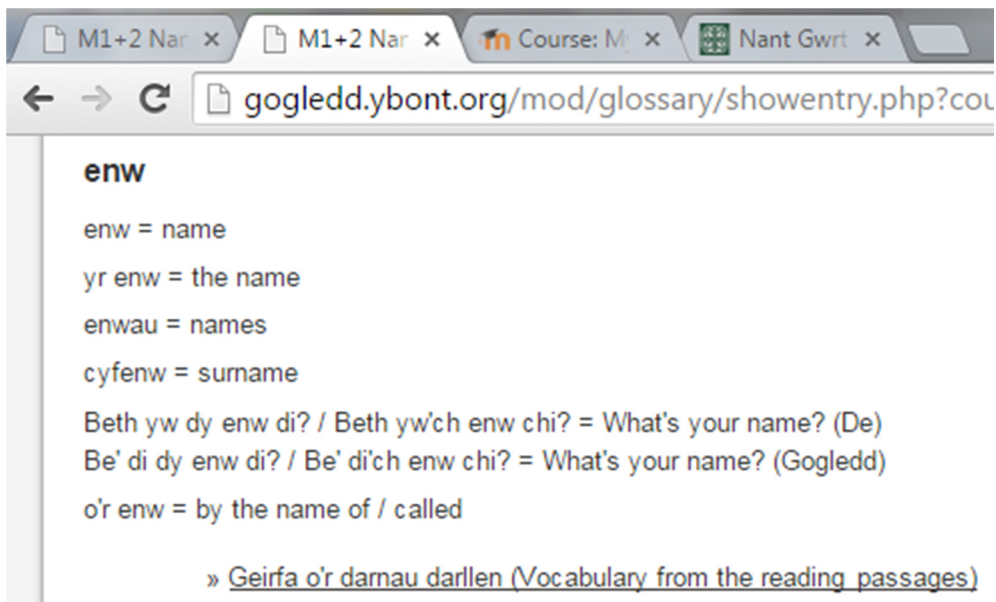 M1+2 Nar
M1+2 Nar
Course: M
Nant Gwrt
gogledd.ybont.org/mod/glossary/showentry.php?cou
enw
enw = name
yr enw = the name
enwau = names
cyfenw = surname
Beth yw dy enw di? / Beth yw'ch enw chi? = What's your name? (De)
Be' di dy enw di? / Be' di'ch enw chi? = What's your name? (Gogledd)
o'r enw = by the name of / called
» Geirfa o'r darnau darllen (Vocabulary from the reading passages)